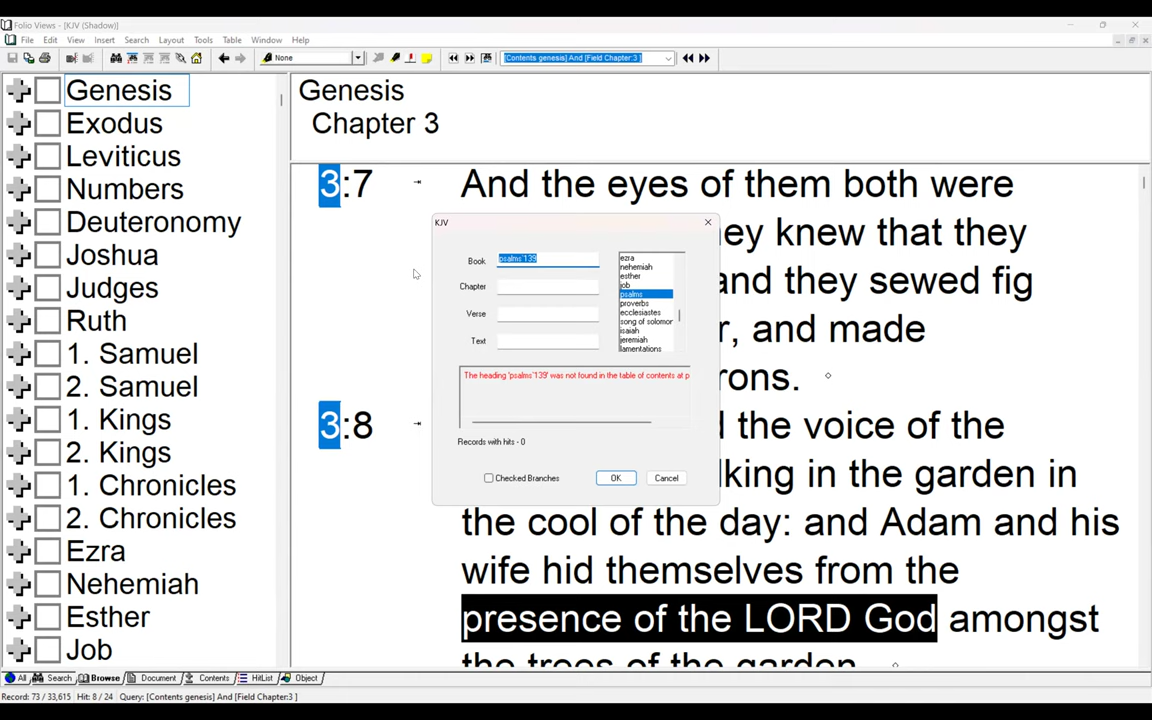 Folio Views - [KJV (Shadow)]
File Edit View Insert Search Layout Tools Table Window Help
None
[Contents genesis] And [Field Chapter:3 ]
Genesis
Exodus
Leviticus
Numbers
Deuteronomy
Joshua
Judges
Ruth
1. Samuel
2. Samuel
1. Kings
2. Kings
1. Chronicles
2. Chronicles
Ezra
Nehemiah
Esther
Job
Genesis
Chapter 3
3:7 And the eyes of them both were
ey knew that they
and they sewed fig
r, and made
rons.
3:8 the voice of the
lking in the garden in
the cool of the day: and Adam and his
wife hid themselves from the
presence of the LORD God amongst
the trees of the garden.
KJV
Book psalms`139
Chapter
Verse
Text
ezra
nehemiah
esther
job
psalms
proverbs
ecclesiastes
song of solomor
isaiah
jeremiah
lamentations
The heading 'psalms`139' was not found in the table of contents at p
Records with hits - 0
Checked Branches
OK
Cancel
All Search Browse Document Contents HitList Object
Record: 73 / 33,615 Hit: 8 / 24 Query: [Contents genesis] And [Field Chapter:3 ]